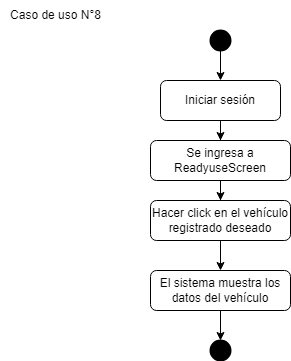 Caso de uso N°8
Iniciar sesión
Se ingresa a
ReadyuseScreen
Hacer click en el vehículo
registrado deseado
El sistema muestra los
datos del vehículo